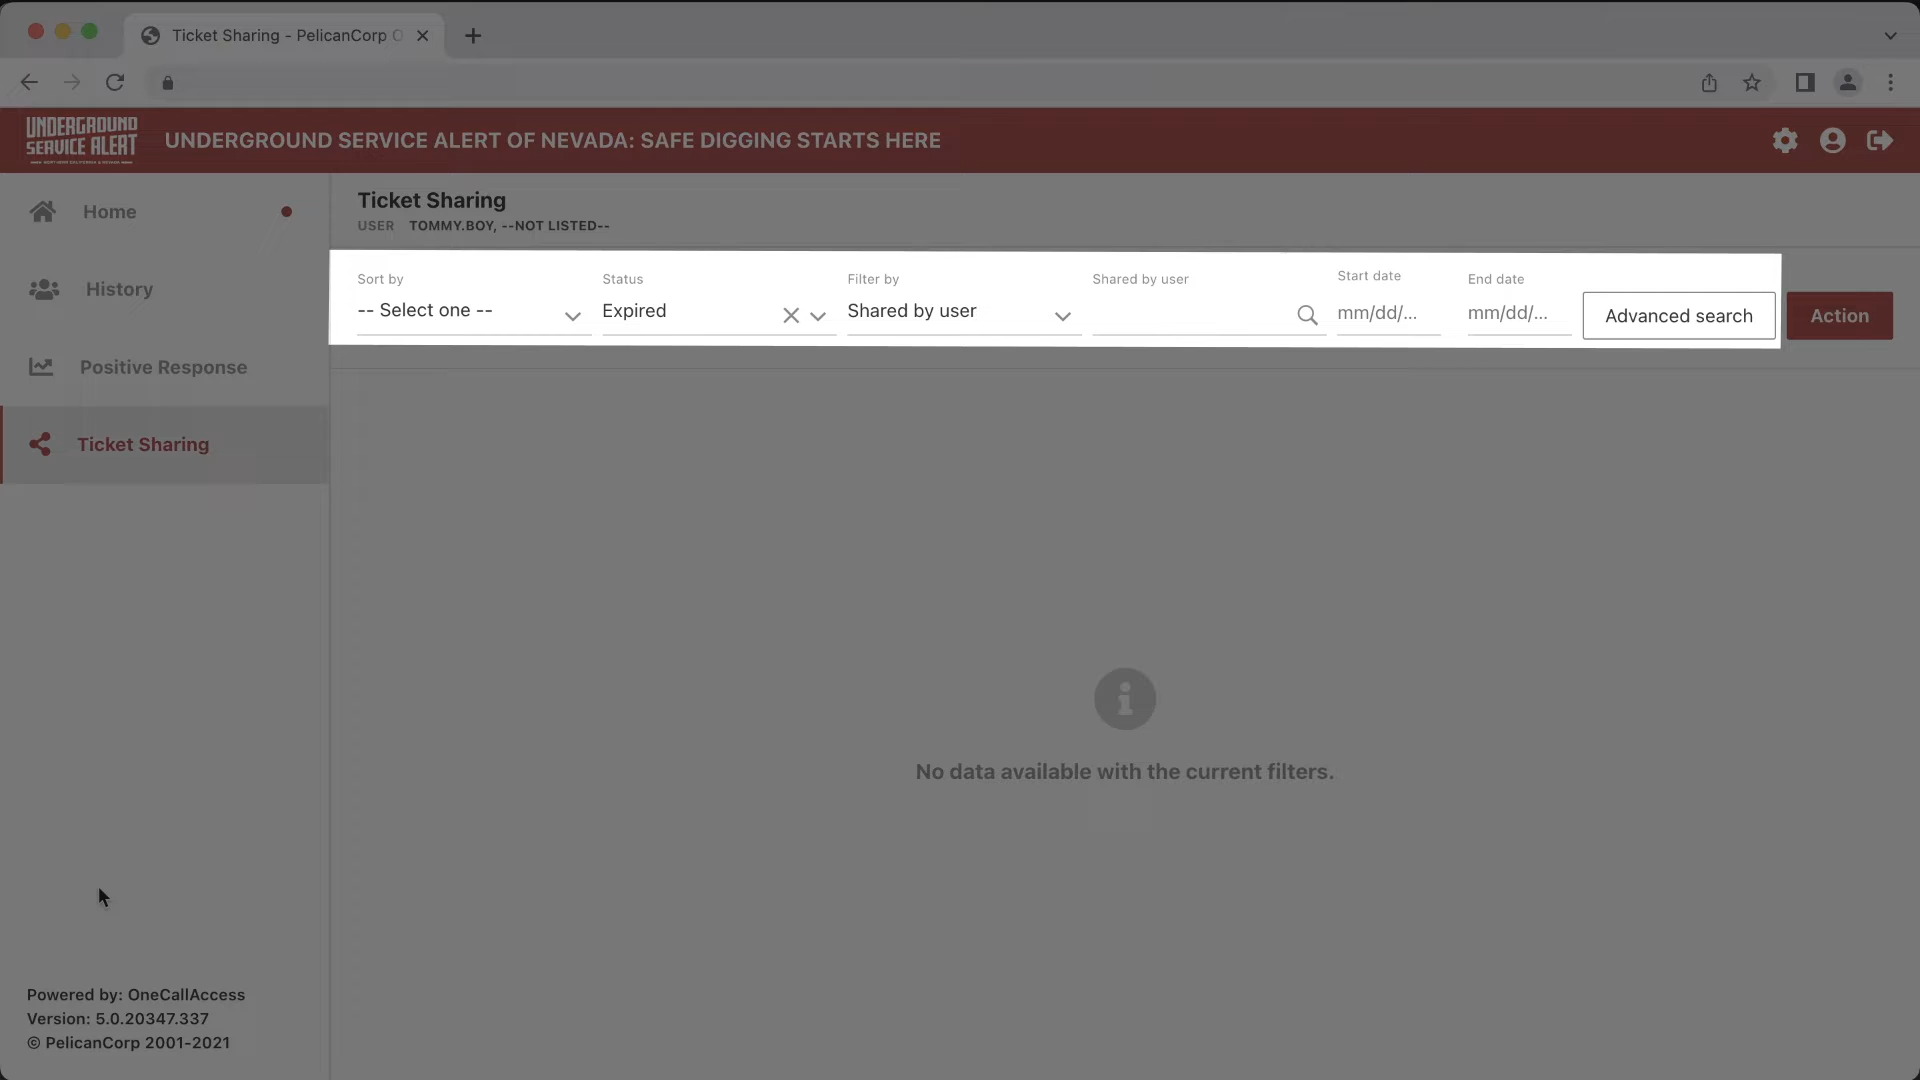 Ticket Sharing - PelicanCorp O
UNDERGROUND
SERVICE ALERT
UNDERGROUND SERVICE ALERT OF NEVADA: SAFE DIGGING STARTS HERE
Home
History
Positive Response
Ticket Sharing
Ticket Sharing
USER TOMMY.BOY, --NOT LISTED--
Sort by
-- Select one --
Status
Expired
Filter by
Shared by user
Shared by user
Start date
mm/dd/...
End date
mm/dd/...
Advanced search
Action
No data available with the current filters.
Powered by: OneCallAccess
Version: 5.0.20347.337
© PelicanCorp 2001-2021